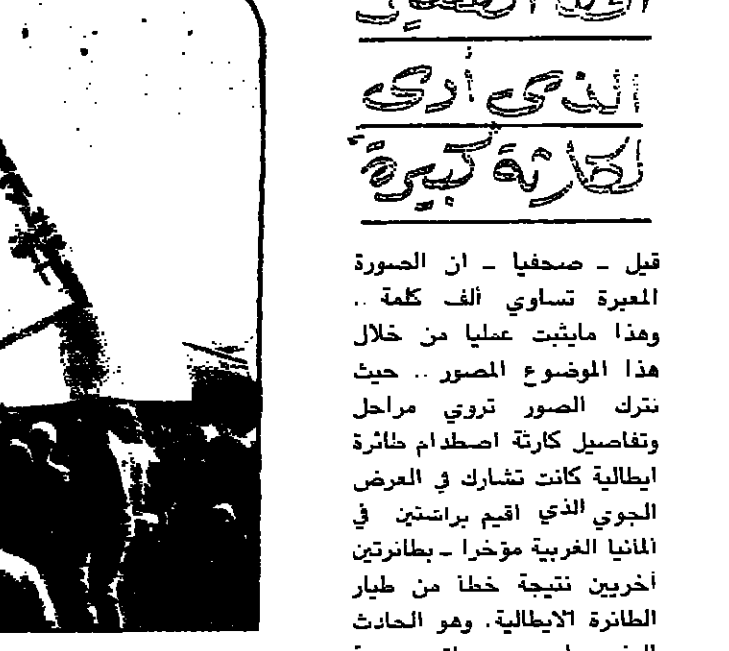 الذي أدى
لكارثة كبيرة
قيل ـ صحفيا ـ ان الصورة
المعبرة تساوي ألف كلمة ..
وهذا مايثبت عمليا من خلال
هذا الموضوع المصور .. حيث
نترك الصور تروي مراحل
وتفاصيل كارثة اصطدام طائرة
ايطالية كانت تشارك في العرض
الجوي الذي اقيم براشتين في
المانيا الغربية مؤخرا ـ بطائرتين
أخريين نتيجة خطأ من طيار
الطائرة الايطالية. وهو الحادث